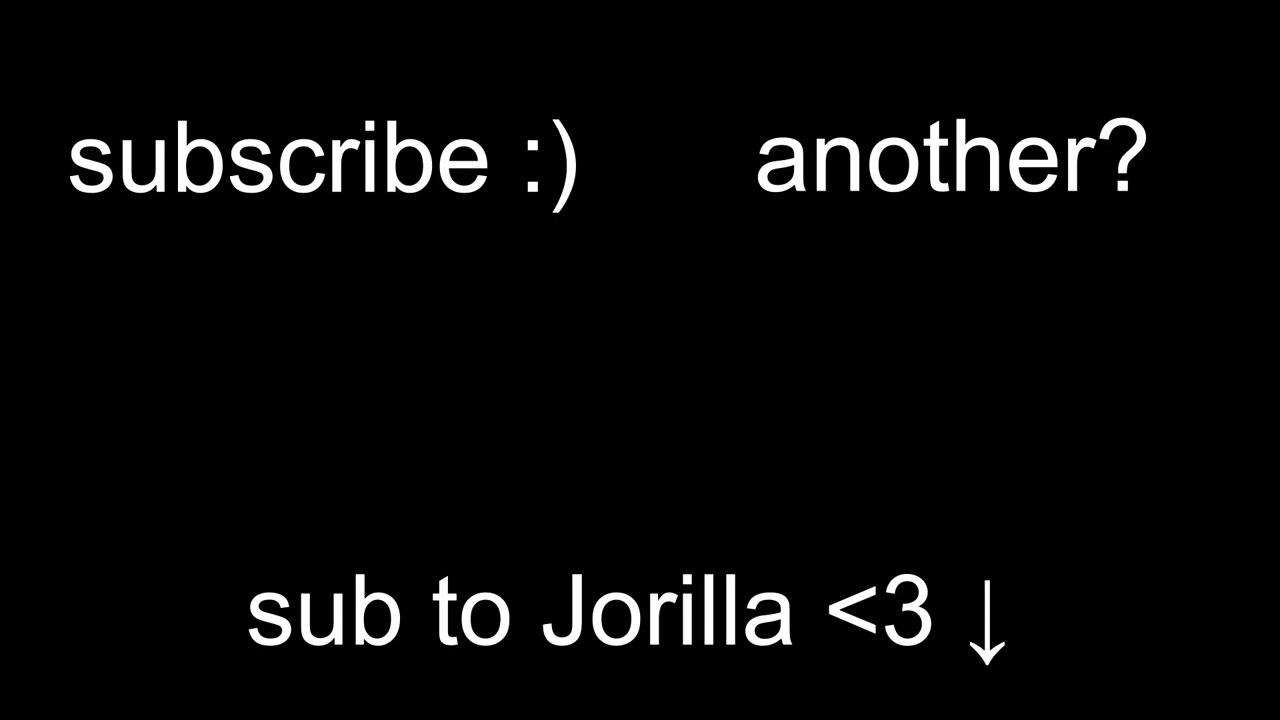 subscribe :)
another?
sub to Jorilla <3 ↓